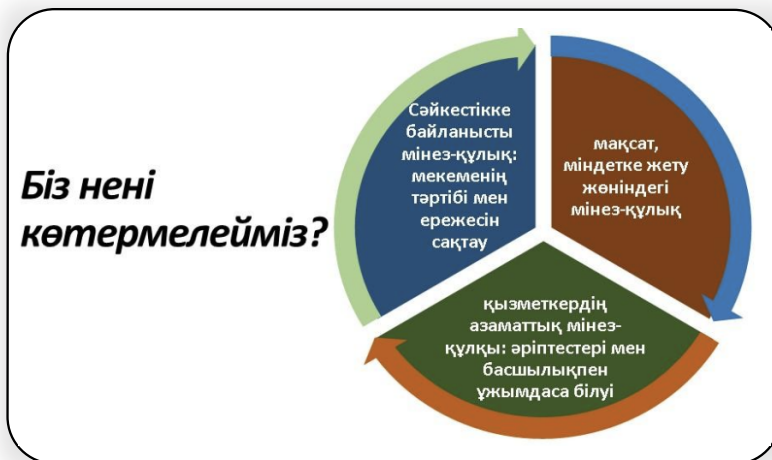 Біз нені
көтермелейміз?
Сәйкестікке
байланысты
мінез-құлық:
мекеменің
тәртібі мен
ережесін
сақтау
мақсат,
міндетке жету
жөніндегі
мінез-құлық
қызметкердің
азаматтық мінез-
құлқы: әріптестері мен
басшылықпен
ұжымдаса білуі